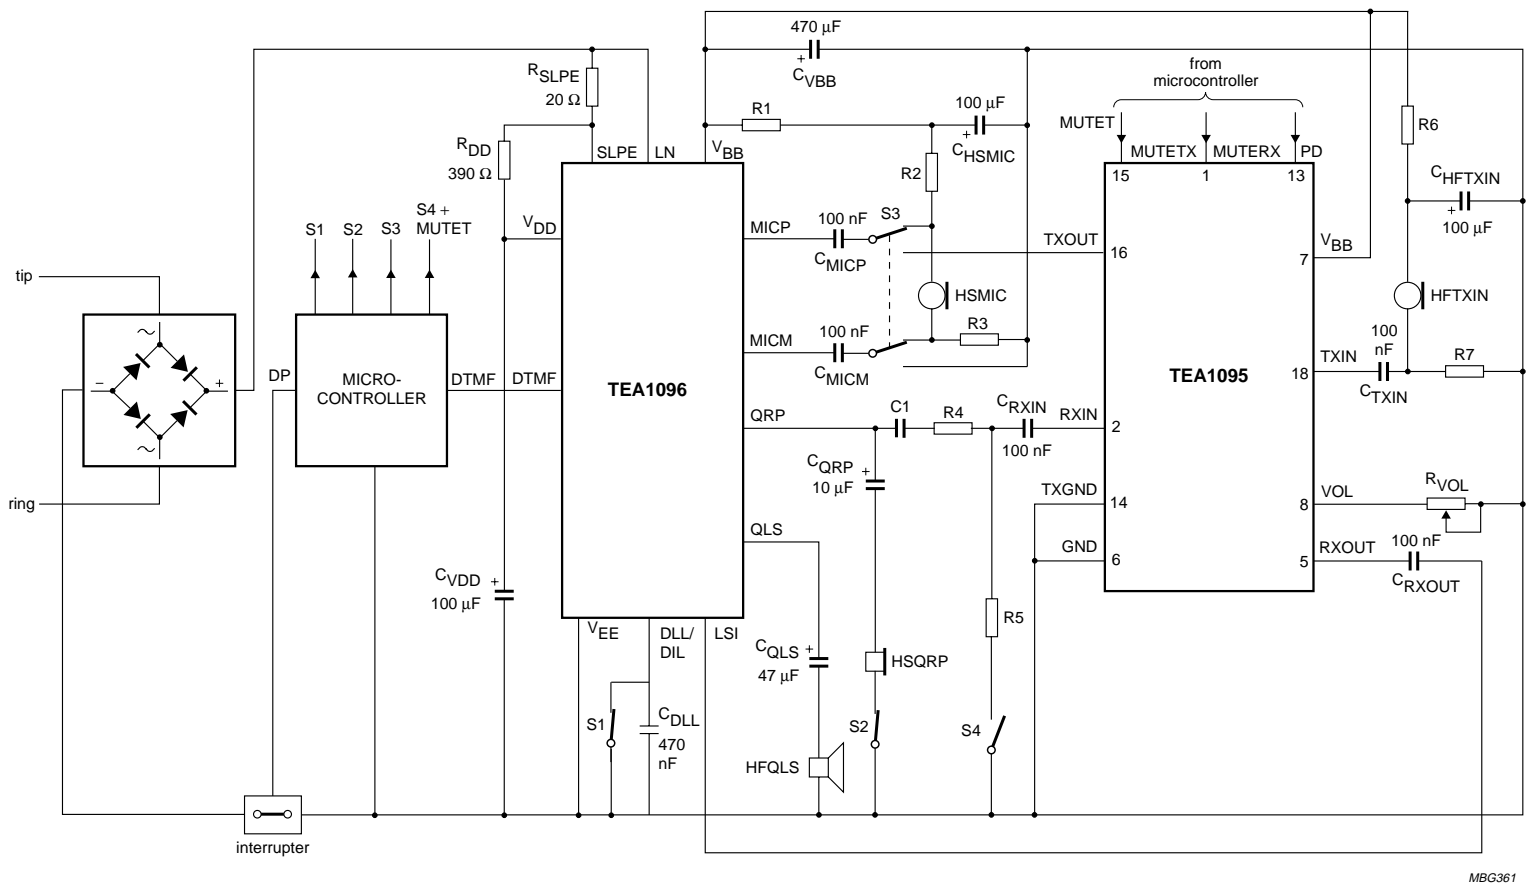 470 μF
+
CVBB
from
microcontroller
RSLPE
20 Ω
R1
100 μF
+
CHSMIC
MUTET
R6
RDD
390 Ω
SLPE LN
VBB
MUTETX MUTERX PD
15 1 13
R2
CHFTXIN
+
100 μF
S1 S2 S3 S4 +
MUTET
VDD
MICP
100 nF
S3
CMICP
TXOUT
16
VBB
7
tip
HSMIC
HFTXIN
MICM
100 nF
CMICM
R3
100
nF
TXIN
18
CTXIN
R7
~
− +
~
DP
MICRO-
CONTROLLER
DTMF DTMF
TEA1096
TEA1095
QRP
C1
R4
CRXIN
100 nF
RXIN
2
CQRP
+
10 μF
ring
TXGND
14
VOL
8
RVOL
QLS
GND
6
RXOUT
5
100 nF
CRXOUT
CVDD
+
100 μF
VEE DLL/
DIL
LSI
R5
CQLS
+
47 μF
HSQRP
S1
CDLL
470
nF
S2
S4
HFQLS
interrupter
MBG361